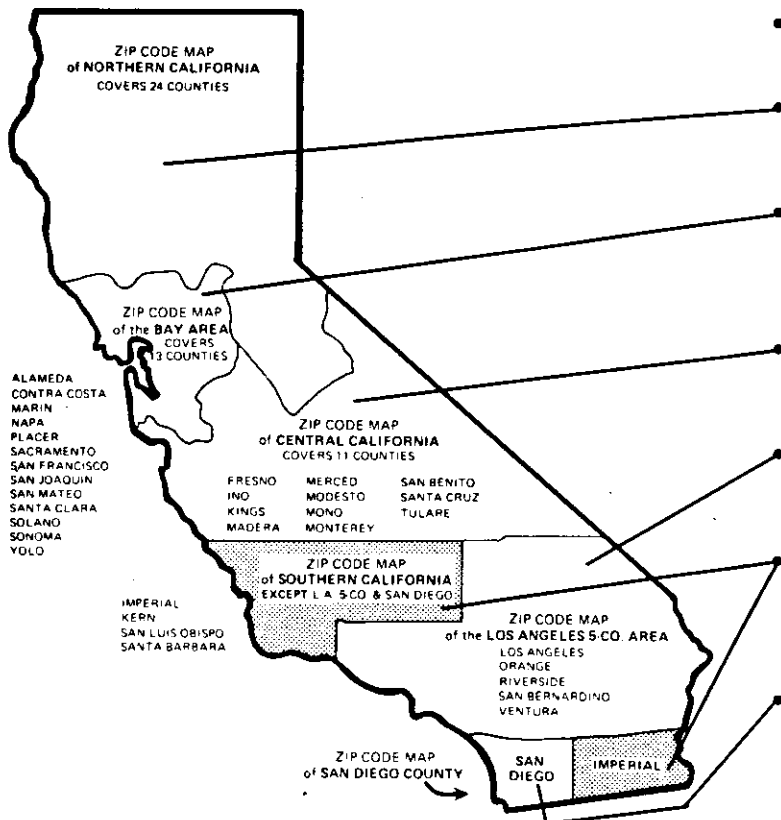 ZIP CODE MAP
of NORTHERN CALIFORNIA
COVERS 24 COUNTIES
ZIP CODE MAP
of the BAY AREA
COVERS
13 COUNTIES
ALAMEDA
CONTRA COSTA
MARIN
NAPA
PLACER
SACRAMENTO
SAN FRANCISCO
SAN JOAQUIN
SAN MATEO
SANTA CLARA
SOLANO
SONOMA
YOLO
ZIP CODE MAP
of CENTRAL CALIFORNIA
COVERS 11 COUNTIES
FRESNO MERCED SAN BENITO
INO MODESTO SANTA CRUZ
KINGS MONO TULARE
MADERA MONTEREY
ZIP CODE MAP
of SOUTHERN CALIFORNIA
EXCEPT L.A. 5-CO. & SAN DIEGO
IMPERIAL
KERN
SAN LUIS OBISPO
SANTA BARBARA
ZIP CODE MAP
of the LOS ANGELES 5-CO. AREA
LOS ANGELES
ORANGE
RIVERSIDE
SAN BERNARDINO
VENTURA
ZIP CODE MAP
of SAN DIEGO COUNTY
SAN
DIEGO
IMPERIAL